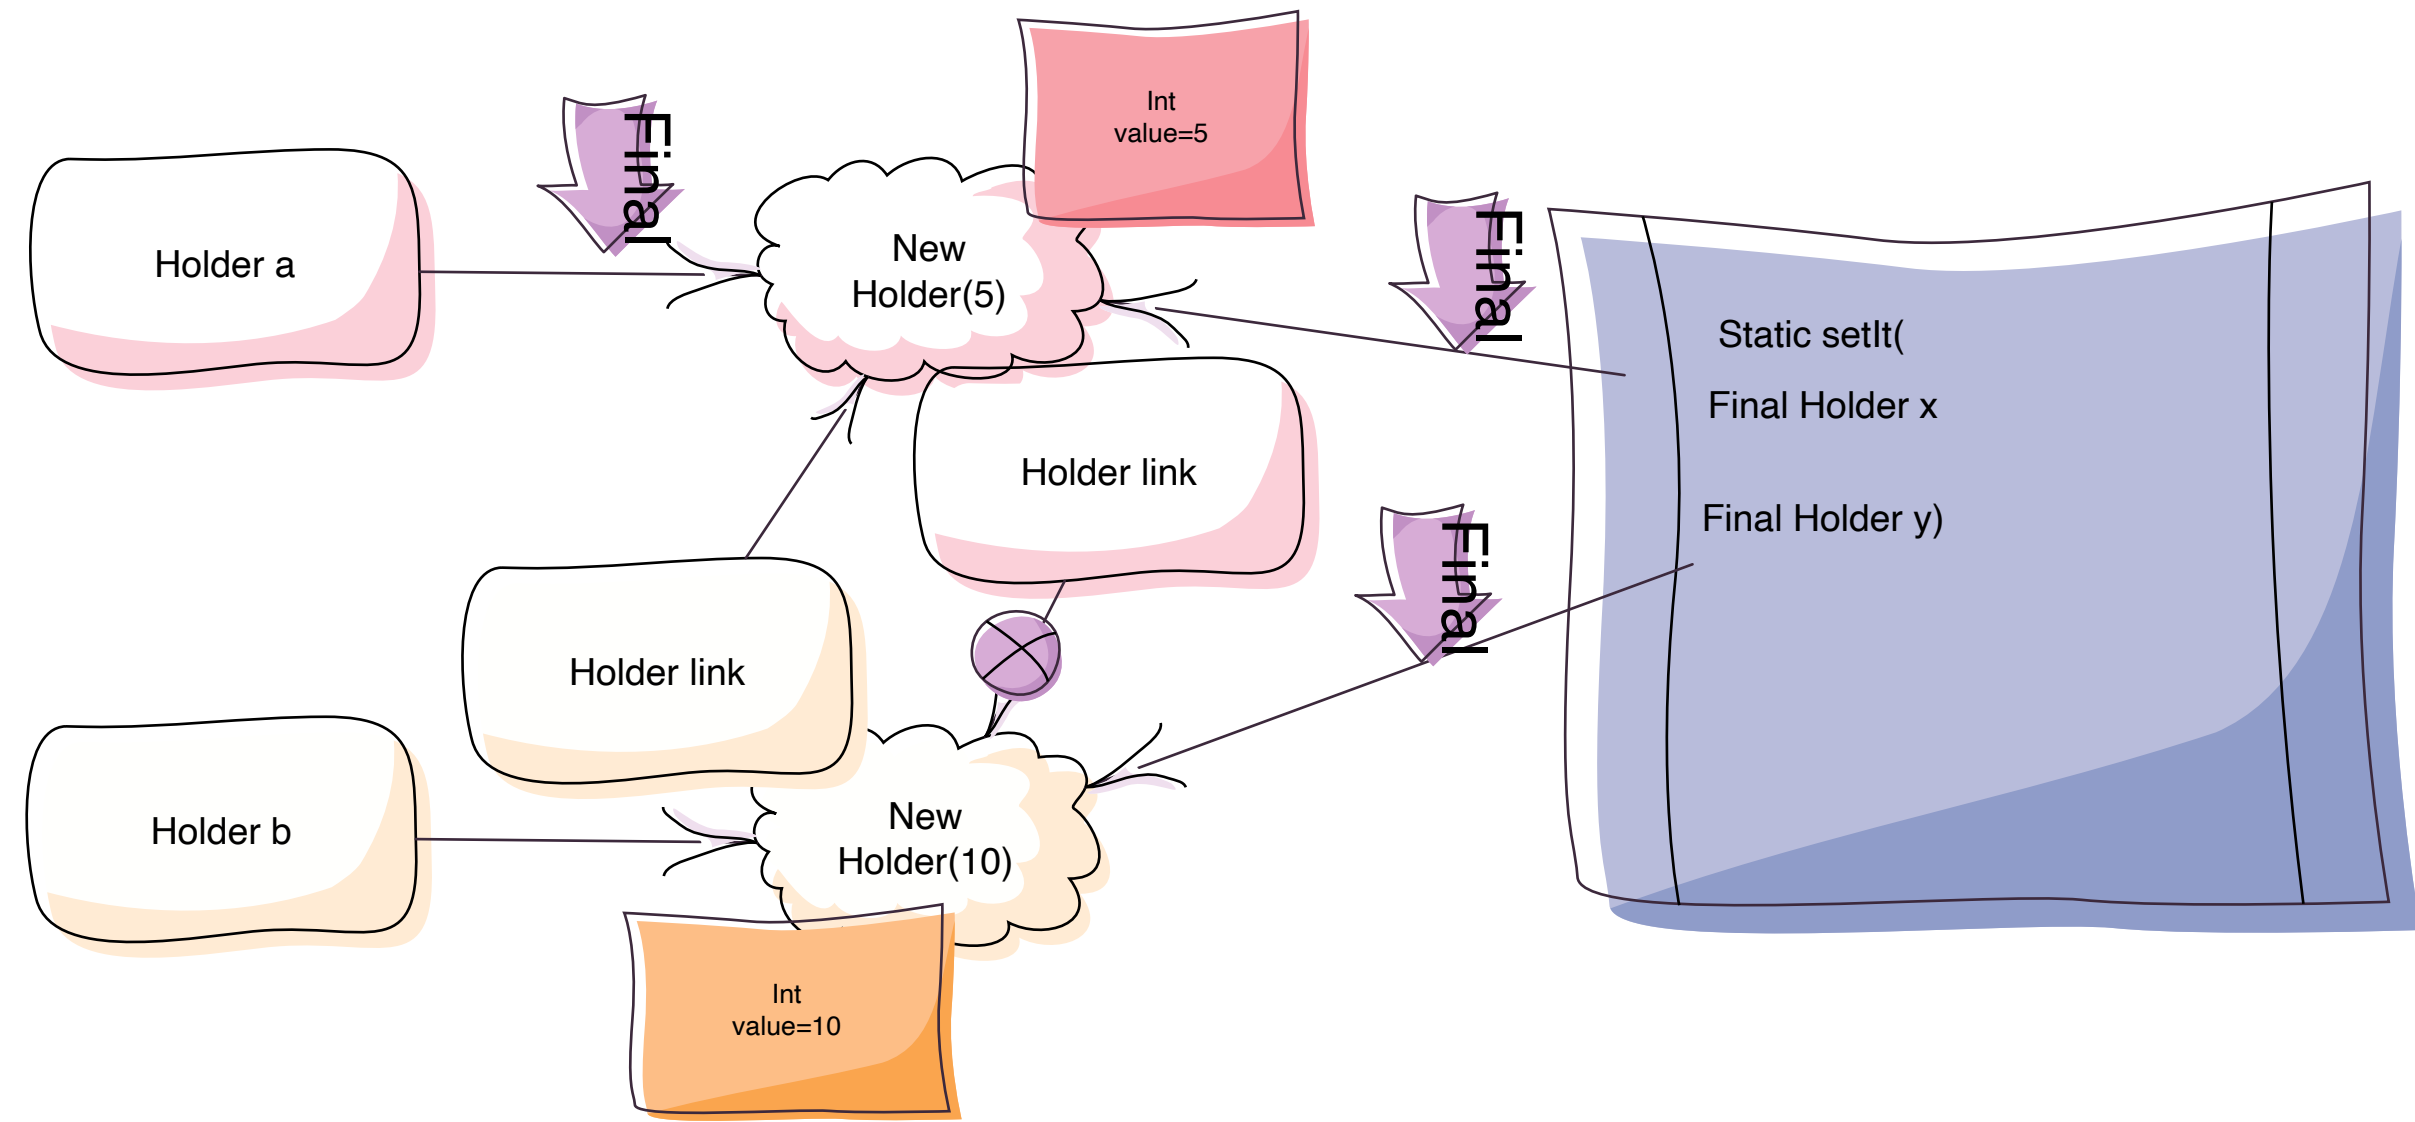 Int
value=5
Final
Holder a
New
Holder(5)
Final
Static setIt(
Final Holder x
Holder link
Final Holder y)
Final
Holder link
Holder b
New
Holder(10)
Int
value=10